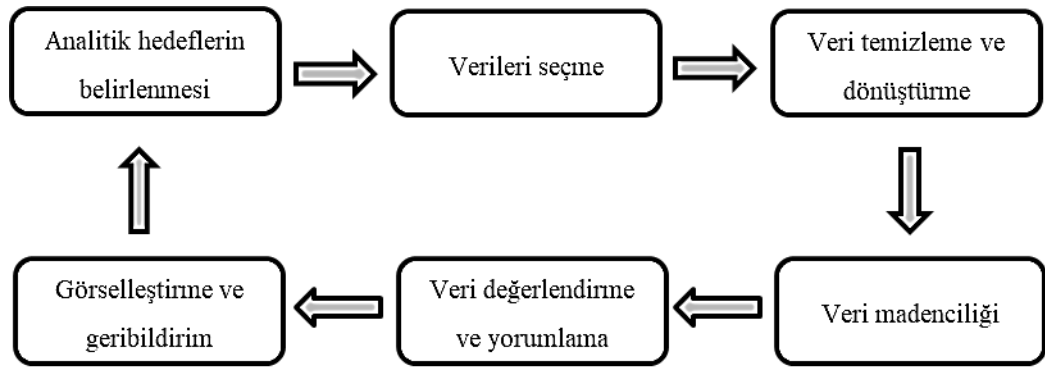 Analitik hedeflerin
belirlenmesi
Verileri seçme
Veri temizleme ve
dönüştürme
Veri madenciliği
Veri değerlendirme
ve yorumlama
Görselleştirme ve
geribildirim